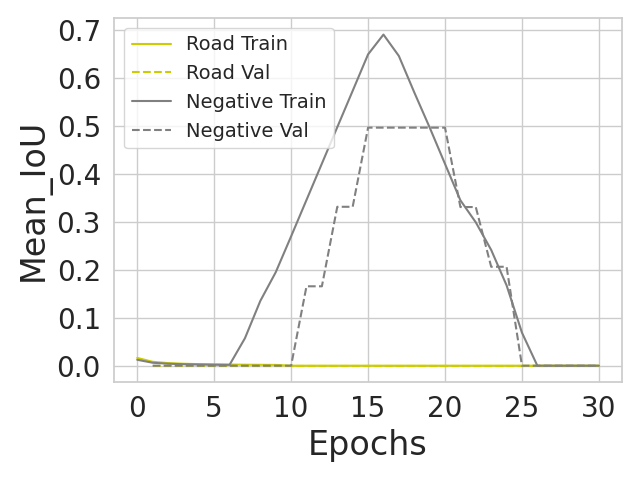 0.7
0.6
0.5
0.4
0.3
0.2
0.1
0.0
Mean_IoU
Road Train
Road Val
Negative Train
Negative Val
0 5 10 15 20 25 30
Epochs